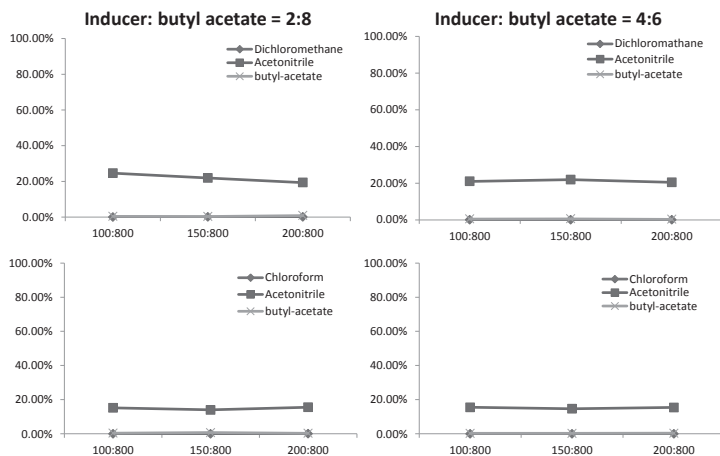 Inducer: butyl acetate = 2:8
100.00%
80.00%
60.00%
40.00%
20.00%
0.00%
Dichloromethane
Acetonitrile
butyl-acetate
100:800 150:800 200:800
Inducer: butyl acetate = 4:6
100.00%
80.00%
60.00%
40.00%
20.00%
0.00%
Dichloromathane
Acetonitrile
butyl-acetate
100:800 150:800 200:800
100.00%
80.00%
60.00%
40.00%
20.00%
0.00%
Chloroform
Acetonitrile
butyl-acetate
100:800 150:800 200:800
100.00%
80.00%
60.00%
40.00%
20.00%
0.00%
Chloroform
Acetonitrile
butyl-acetate
100:800 150:800 200:800